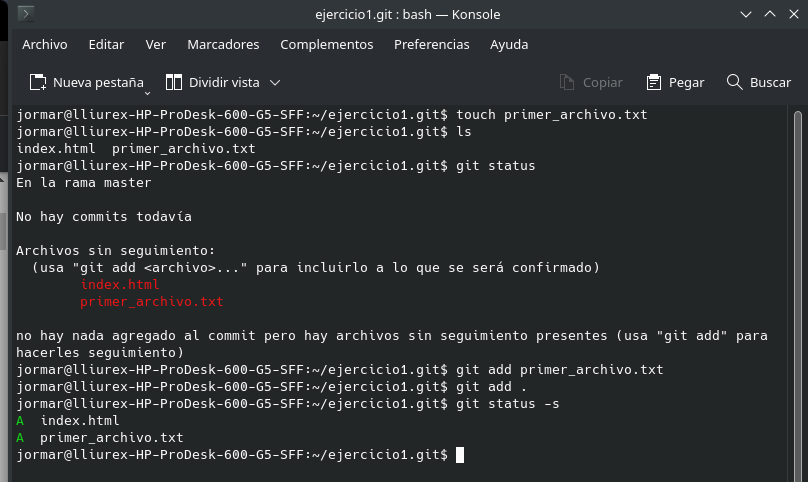 ejercicio1.git : bash — Konsole
Archivo Editar Ver Marcadores Complementos Preferencias Ayuda
Nueva pestaña Dividir vista Copiar Pegar Buscar
jormar@lliurex-HP-ProDesk-600-G5-SFF:~/ejercicio1.git$ touch primer_archivo.txt
jormar@lliurex-HP-ProDesk-600-G5-SFF:~/ejercicio1.git$ ls
index.html  primer_archivo.txt
jormar@lliurex-HP-ProDesk-600-G5-SFF:~/ejercicio1.git$ git status
En la rama master
No hay commits todavía
Archivos sin seguimiento:
  (usa "git add <archivo>..." para incluirlo a lo que se será confirmado)
        index.html
        primer_archivo.txt
no hay nada agregado al commit pero hay archivos sin seguimiento presentes (usa "git add" para
hacerles seguimiento)
jormar@lliurex-HP-ProDesk-600-G5-SFF:~/ejercicio1.git$ git add primer_archivo.txt
jormar@lliurex-HP-ProDesk-600-G5-SFF:~/ejercicio1.git$ git add .
jormar@lliurex-HP-ProDesk-600-G5-SFF:~/ejercicio1.git$ git status -s
A  index.html
A  primer_archivo.txt
jormar@lliurex-HP-ProDesk-600-G5-SFF:~/ejercicio1.git$